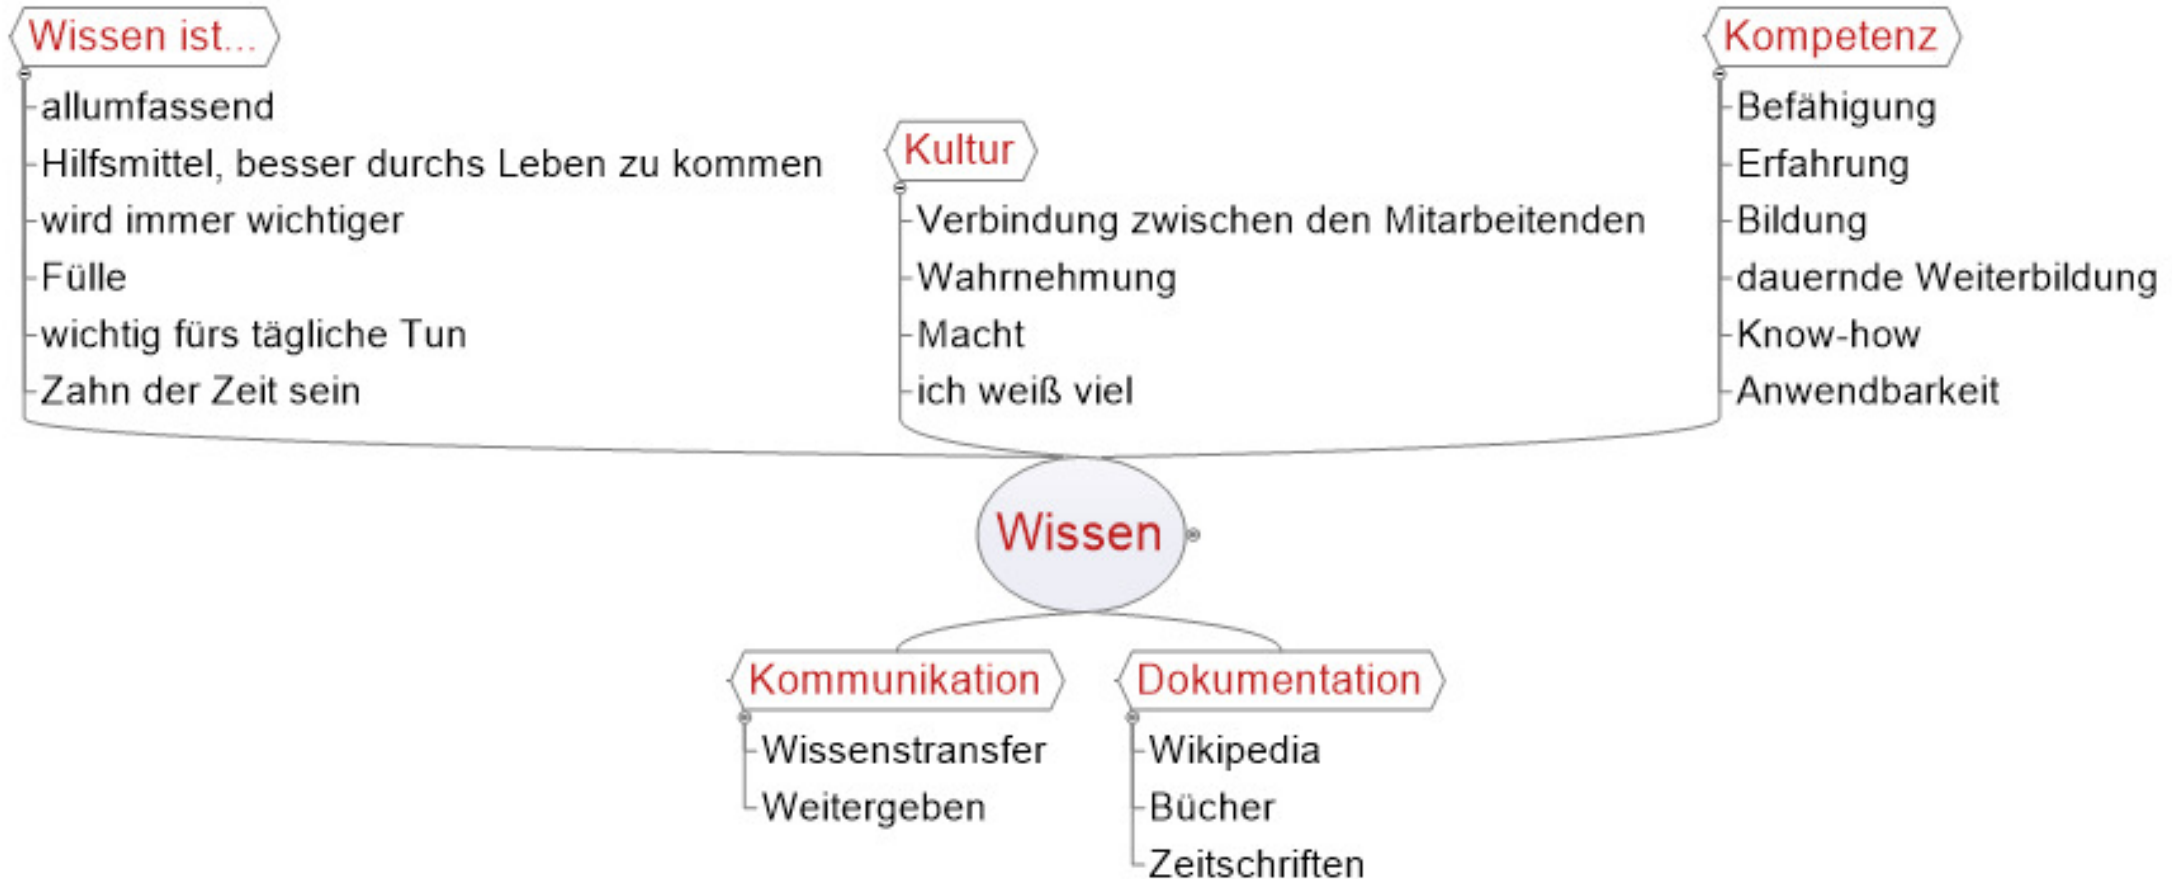 Wissen ist...
allumfassend
Hilfsmittel, besser durchs Leben zu kommen
wird immer wichtiger
Fülle
wichtig fürs tägliche Tun
Zahn der Zeit sein
Kultur
Verbindung zwischen den Mitarbeitenden
Wahrnehmung
Macht
ich weiß viel
Kompetenz
Befähigung
Erfahrung
Bildung
dauernde Weiterbildung
Know-how
Anwendbarkeit
Wissen
Kommunikation
Wissenstransfer
Weitergeben
Dokumentation
Wikipedia
Bücher
Zeitschriften